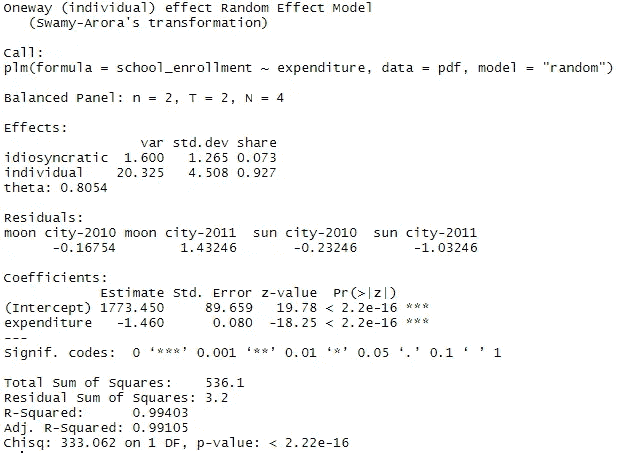 Oneway (individual) effect Random Effect Model
(Swamy-Arora's transformation)
Call:
plm(formula = school_enrollment ~ expenditure, data = pdf, model = "random")
Balanced Panel: n = 2, T = 2, N = 4
Effects:
var std.dev share
idiosyncratic 1.600 1.265 0.073
individual 20.325 4.508 0.927
theta: 0.8054
Residuals:
moon city-2010 moon city-2011 sun city-2010 sun city-2011
-0.16754 1.43246 -0.23246 -1.03246
Coefficients:
Estimate Std. Error z-value Pr(>|z|)
(Intercept) 1773.450 89.659 19.78 < 2.2e-16 ***
expenditure -1.460 0.080 -18.25 < 2.2e-16 ***
---
Signif. codes: 0 ‘***’ 0.001 ‘**’ 0.01 ‘*’ 0.05 ‘.’ 0.1 ‘ ’ 1
Total Sum of Squares: 536.1
Residual Sum of Squares: 3.2
R-Squared: 0.99403
Adj. R-Squared: 0.99105
Chisq: 333.062 on 1 DF, p-value: < 2.22e-16